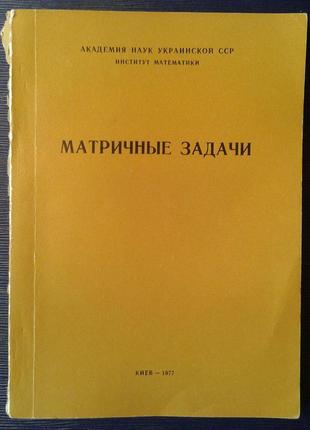 АКАДЕМИЯ НАУК УКРАИНСКОЙ ССР
ИНСТИТУТ МАТЕМАТИКИ
МАТРИЧНЫЕ ЗАДАЧИ
КИЕВ — 1977